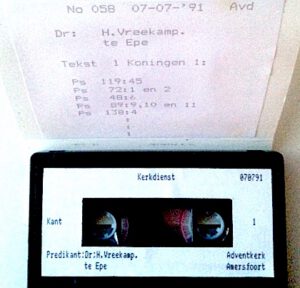 No 058 07-07-'91 Avd
Dr: H.Vreekamp.
te Epe
Tekst 1 Koningen 1:
Ps 119:45
Ps 72:1 en 2
Ps 48:6
Ps 89:9,10 en 11
Ps 138:4
:
:
Kerkdienst 070791
Kant 1
Predikant:Dr:H.Vreekamp. Adventkerk
te Epe Amersfoort